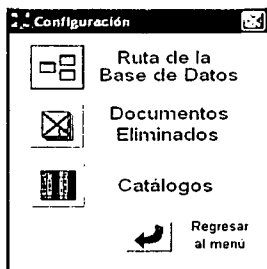 Configuración
Ruta de la
Base de Datos
Documentos
Eliminados
Catálogos
Regresar
al menú